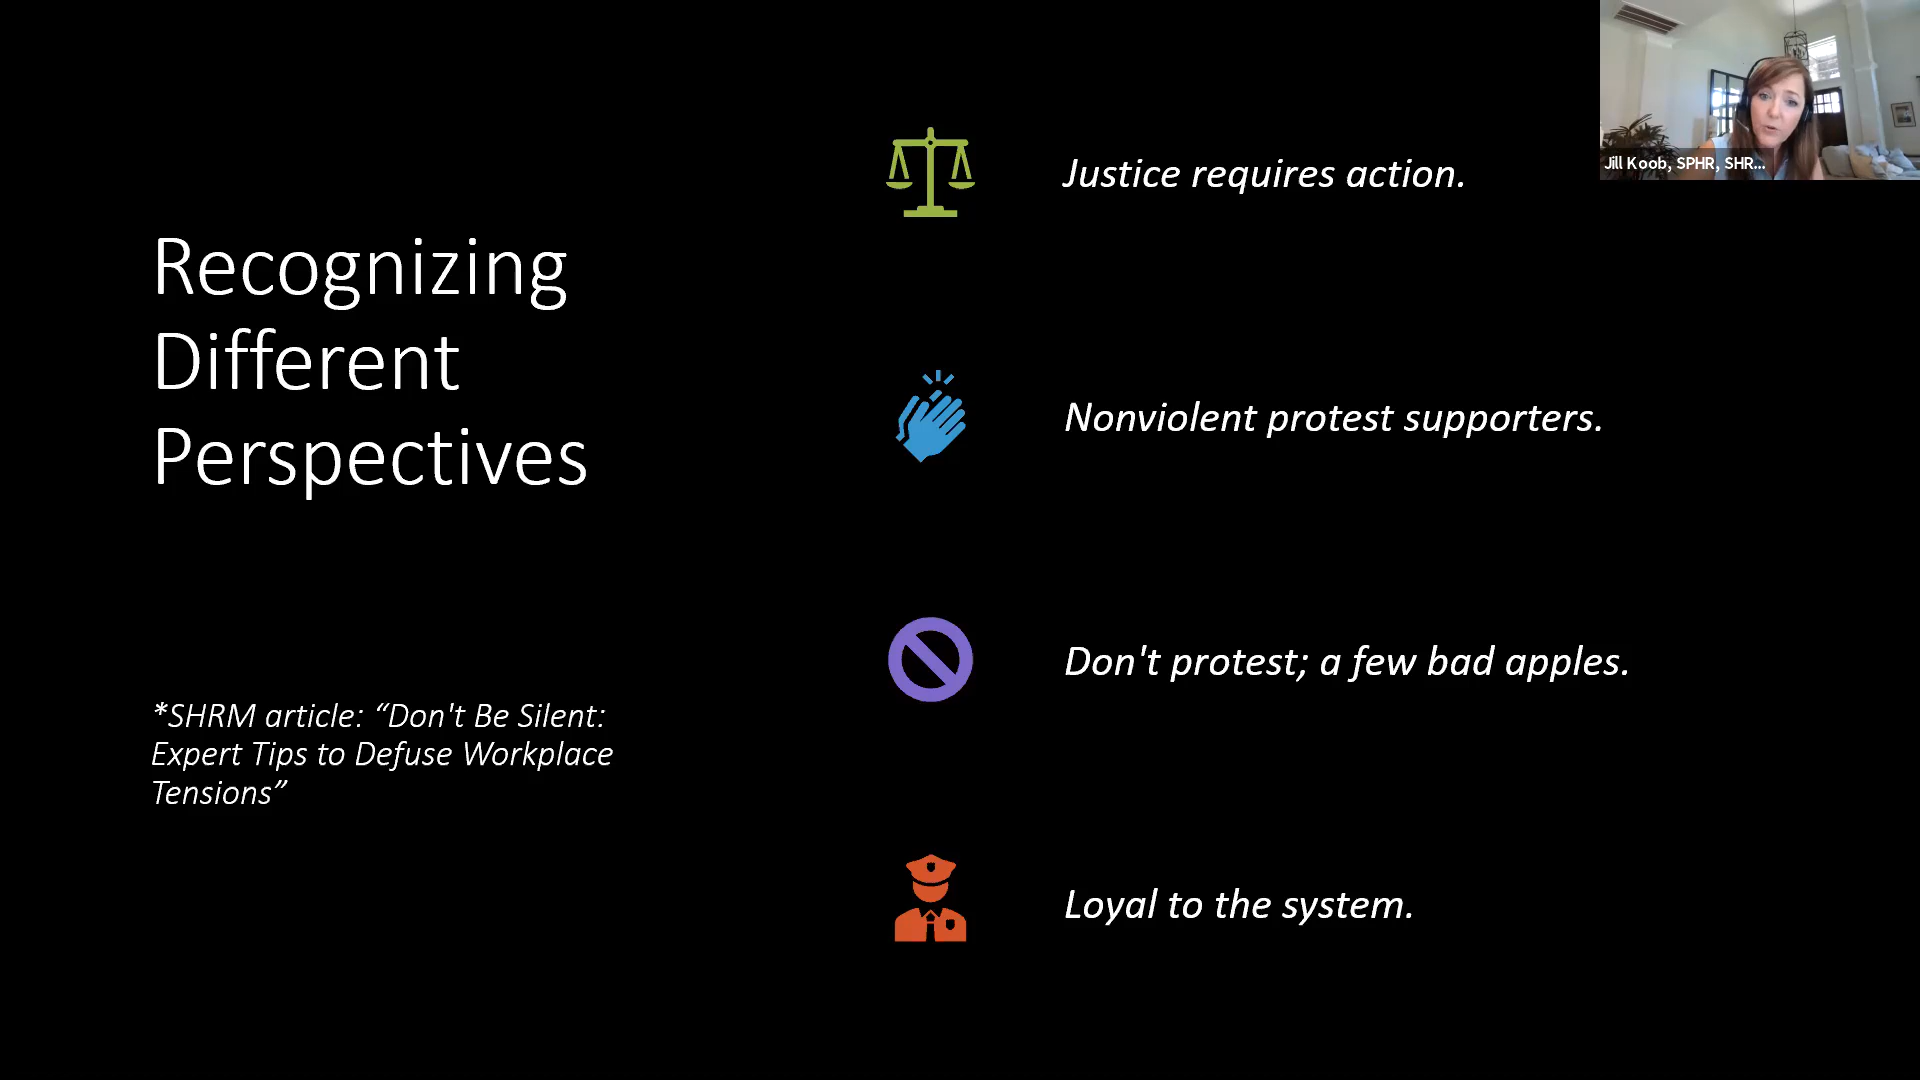 Recognizing
Different
Perspectives
*SHRM article: “Don't Be Silent:
Expert Tips to Defuse Workplace
Tensions”
Justice requires action.
Nonviolent protest supporters.
Don't protest; a few bad apples.
Loyal to the system.
Jill Koob, SPHR, SHR...